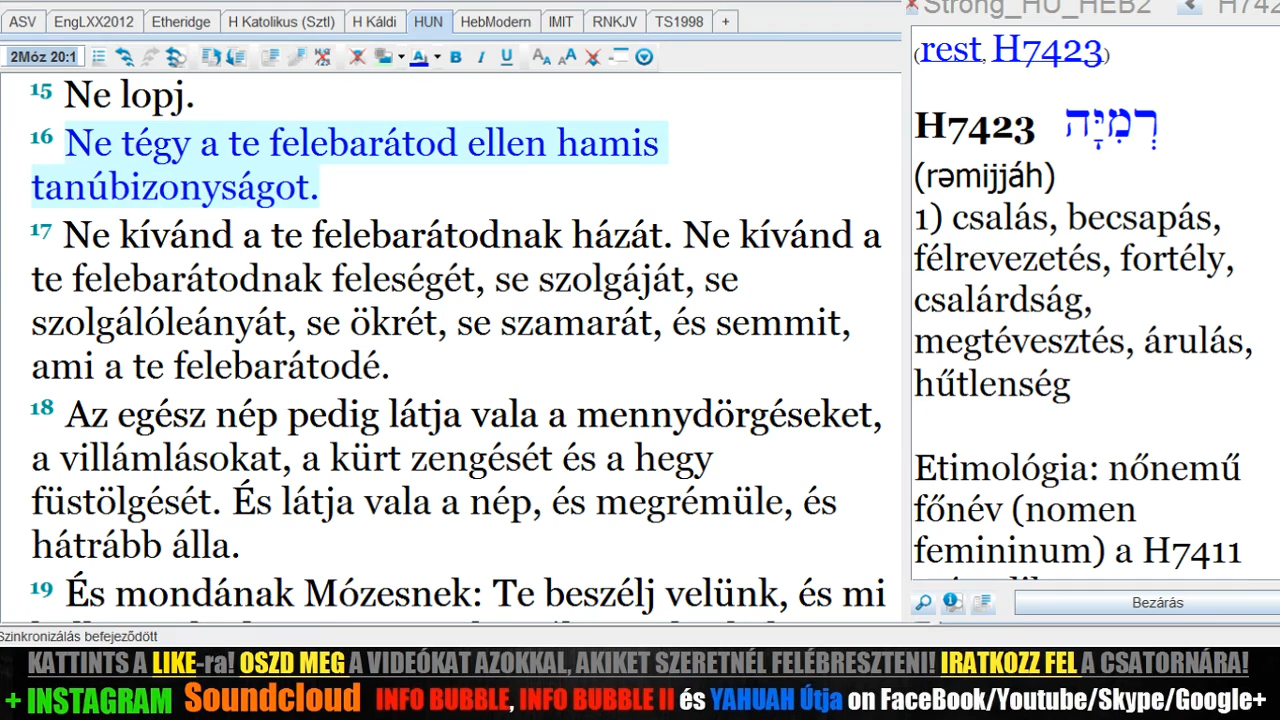 ASV EngLXX2012 Etheridge H Katolikus (Sztl) H Káldi HUN HebModern IMIT RNKJV TS1998 +
2Móz 20:1
15 Ne lopj.
16 Ne tégy a te felebarátod ellen hamis
tanúbizonyságot.
17 Ne kívánd a te felebarátodnak házát. Ne kívánd a
te felebarátodnak feleségét, se szolgáját, se
szolgálóleányát, se ökrét, se szamarát, és semmit,
ami a te felebarátodé.
18 Az egész nép pedig látja vala a mennydörgéseket,
a villámlásokat, a kürt zengését és a hegy
füstölgését. És látja vala a nép, és megrémüle, és
hátrább álla.
19 És mondának Mózesnek: Te beszélj velünk, és mi
Szinkronizálás befejeződött
Strong_HU_HEB2
(rest, H7423)
H7423 רְמִיָּה
(rəmijjáh)
1) csalás, becsapás,
félrevezetés, fortély,
csalárdság,
megtévesztés, árulás,
hűtlenség
Etimológia: nőnemű
főnév (nomen
femininum) a H7411
Bezárás
KATTINTS A LIKE-ra! OSZD MEG A VIDEÓKAT AZOKKAL, AKIKET SZERETNÉL FELÉBRESZTENI! IRATKOZZ FEL A CSATORNÁRA!
+ INSTAGRAM Soundcloud INFO BUBBLE, INFO BUBBLE II és YAHUAH Útja on FaceBook/Youtube/Skype/Google+